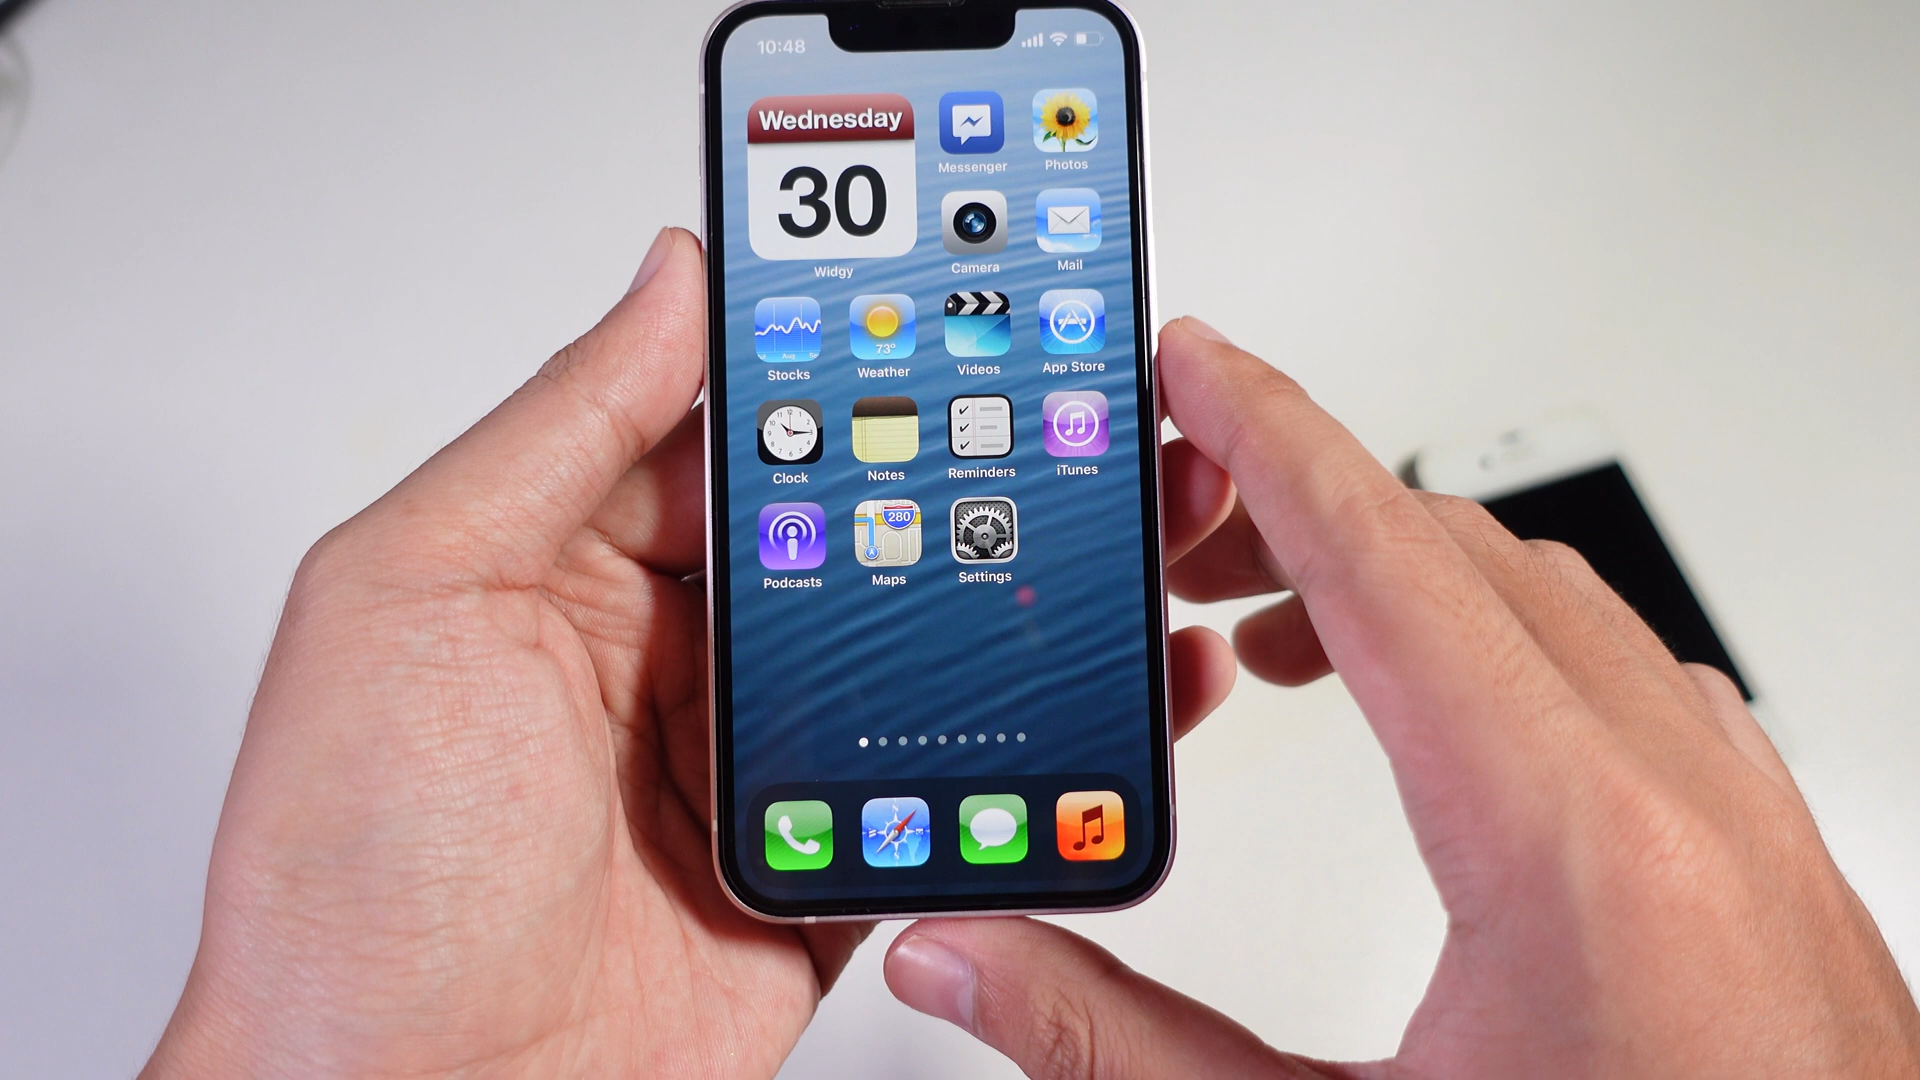 10:48
Wednesday
30
Widgy
Messenger
Photos
Camera
Mail
73°
Stocks
Weather
Videos
App Store
Aug
Clock
Notes
Reminders
iTunes
280
Podcasts
Maps
Settings